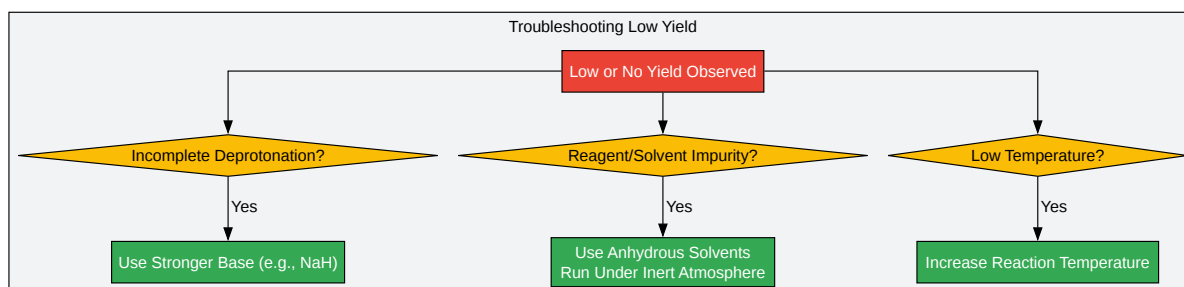 Troubleshooting Low Yield
Low or No Yield Observed
Incomplete Deprotonation?
Reagent/Solvent Impurity?
Low Temperature?
Yes
Yes
Yes
Use Stronger Base (e.g., NaH)
Use Anhydrous Solvents
Run Under Inert Atmosphere
Increase Reaction Temperature